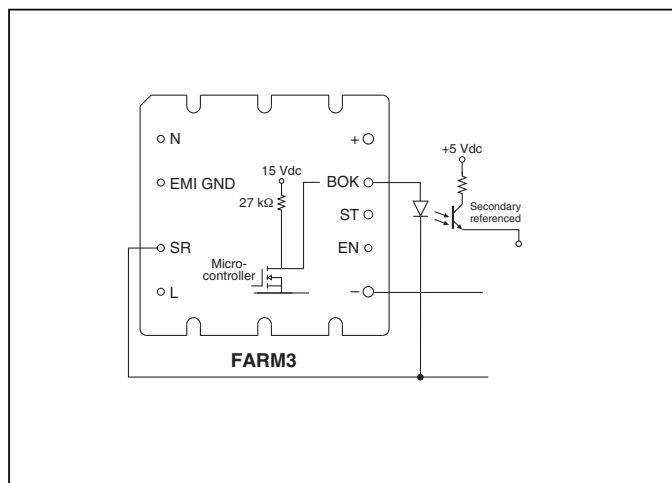 N
EMI GND
SR
L
15 Vdc
27 kΩ
Micro-
controller
+
BOK
ST
EN
–
+5 Vdc
Secondary
referenced
FARM3